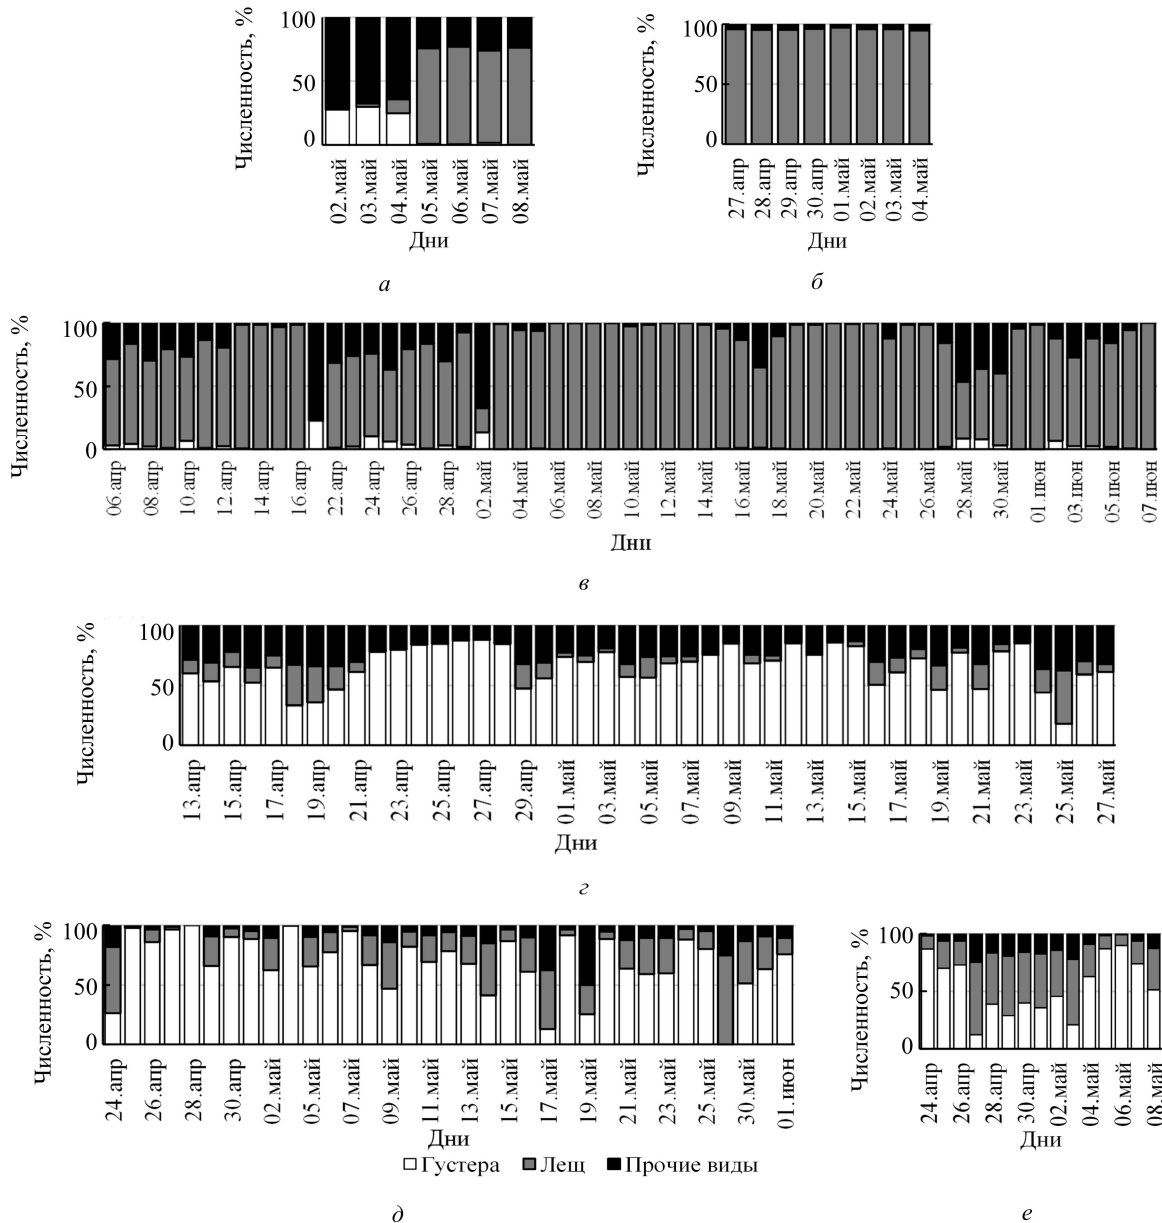 Численность, %
100
50
0
02.май 03.май 04.май 05.май 06.май 07.май 08.май
Дни
а
Численность, %
100
50
0
27.апр 28.апр 29.апр 30.апр 01.май 02.май 03.май 04.май
Дни
б
Численность, %
100
50
0
06.апр 08.апр 10.апр 12.апр 14.апр 16.апр 22.апр 24.апр 26.апр 28.апр 02.май 04.май 06.май 08.май 10.май 12.май 14.май 16.май 18.май 20.май 22.май 24.май 26.май 28.май 30.май 01.июн 03.июн 05.июн 07.июн
Дни
в
Численность, %
100
50
0
13.апр 15.апр 17.апр 19.апр 21.апр 23.апр 25.апр 27.апр 29.апр 01.май 03.май 05.май 07.май 09.май 11.май 13.май 15.май 17.май 19.май 21.май 23.май 25.май 27.май
Дни
г
Численность, %
100
50
0
24.апр 26.апр 28.апр 30.апр 02.май 05.май 07.май 09.май 11.май 13.май 15.май 17.май 19.май 21.май 23.май 25.май 30.май 01.июн
Дни
Густера Лещ Прочие виды
д
Численность, %
100
50
0
24.апр 26.апр 28.апр 30.апр 02.май 04.май 06.май 08.май
Дни
е